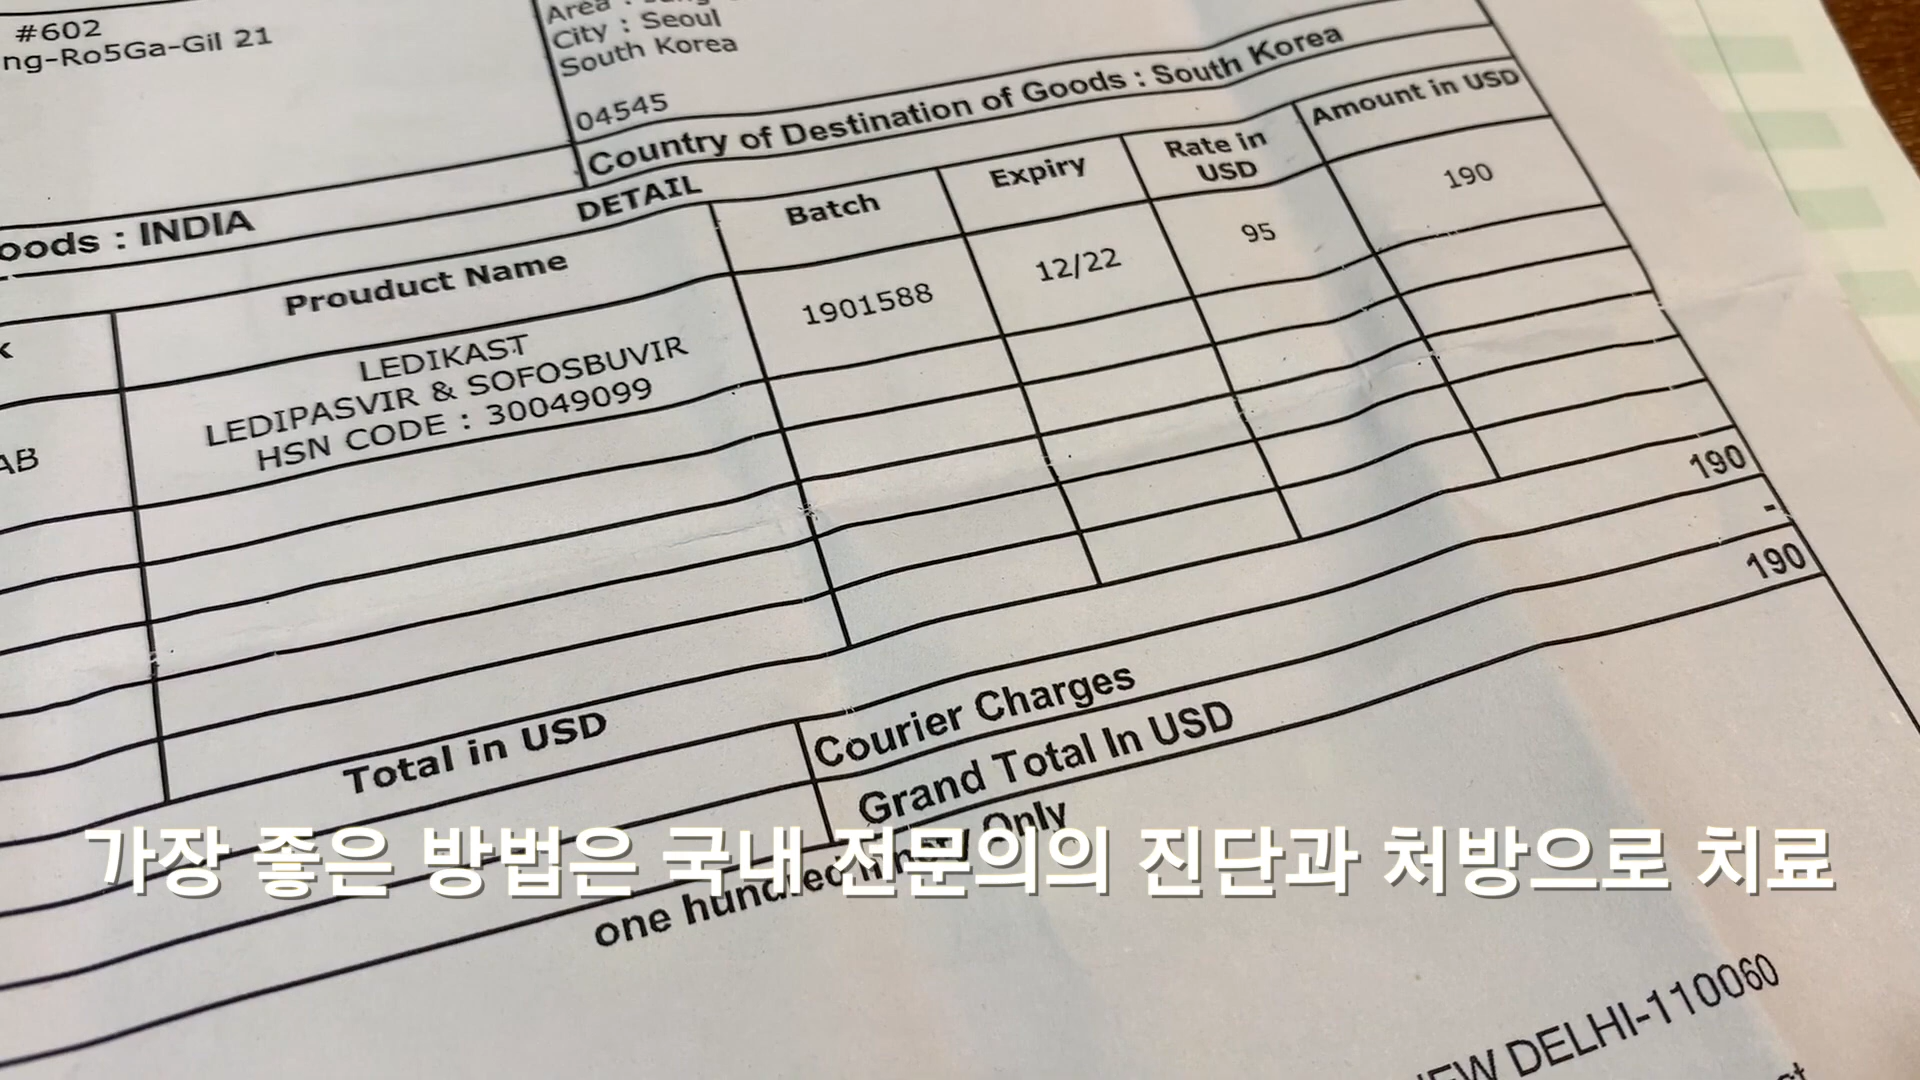 #602
ng-Ro5Ga-Gil 21
City : Seoul
South Korea
04545
Country of Destination of Goods : South Korea
oods : INDIA
DETAIL
Prouduct Name
Batch
Expiry
Rate in
USD
Amount in USD
LEDIKAST
LEDIPASVIR & SOFOSBUVIR
HSN CODE : 30049099
1901588
12/22
95
190
AB
Total in USD
190
Courier Charges
-
Grand Total In USD
190
one hundred ninety Only
가장 좋은 방법은 국내 전문의의 진단과 처방으로 치료
EW DELHI-110060